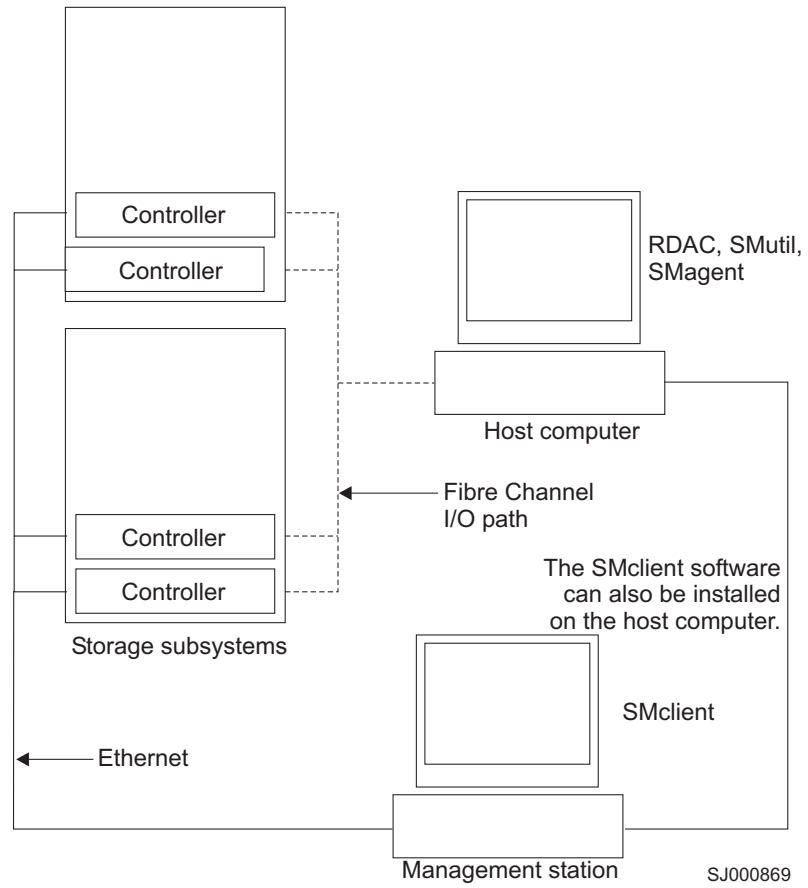 Controller
Controller
RDAC, SMutil,
SMagent
Host computer
Fibre Channel
I/O path
Controller
Controller
Storage subsystems
The SMclient software
can also be installed
on the host computer.
SMclient
Ethernet
Management station
SJ000869